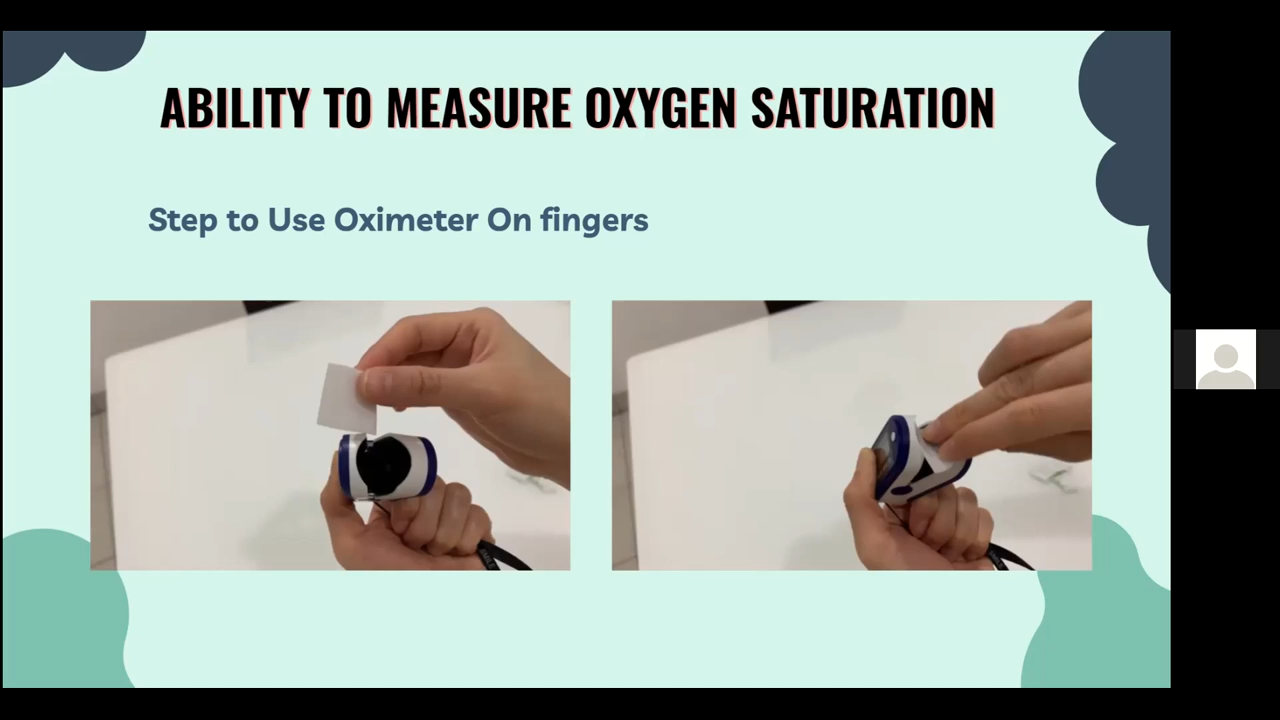 ABILITY TO MEASURE OXYGEN SATURATION
Step to Use Oximeter On fingers